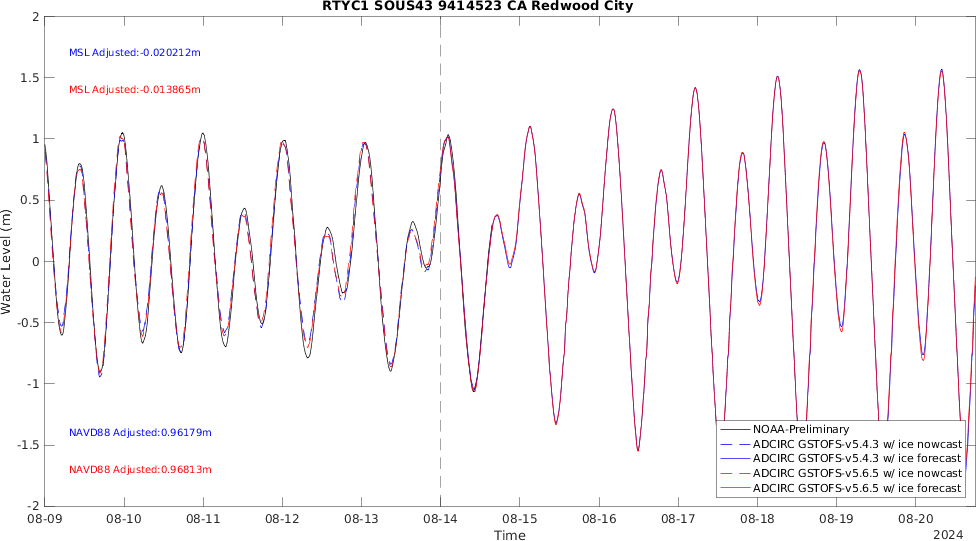 RTYC1 SOUS43 9414523 CA Redwood City
MSL Adjusted:-0.020212m
MSL Adjusted:-0.013865m
NAVD88 Adjusted:0.96179m
NAVD88 Adjusted:0.96813m
Water Level (m)
2
1.5
1
0.5
0
-0.5
-1
-1.5
-2
NOAA-Preliminary
ADCIRC GSTOFS-v5.4.3 w/ ice nowcast
ADCIRC GSTOFS-v5.4.3 w/ ice forecast
ADCIRC GSTOFS-v5.6.5 w/ ice nowcast
ADCIRC GSTOFS-v5.6.5 w/ ice forecast
08-09 08-10 08-11 08-12 08-13 08-14 08-15 08-16 08-17 08-18 08-19 08-20
Time
2024